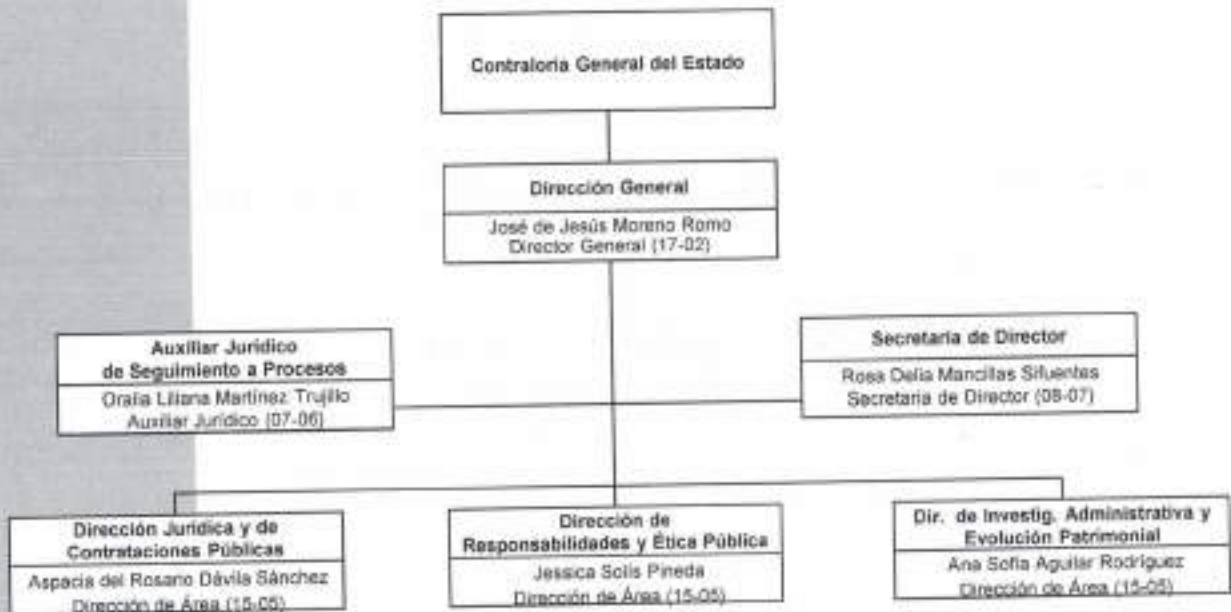 Contraloría General del Estado
Dirección General
José de Jesús Moreno Romo
Director General (17-02)
Auxiliar Jurídico
de Seguimiento a Procesos
Oralia Liliana Martínez Trujillo
Auxiliar Jurídico (07-06)
Secretaria de Director
Rosa Delia Mancillas Sifuentes
Secretaria de Director (08-07)
Dirección Jurídica y de
Contrataciones Públicas
Aspacia del Rosario Dávila Sánchez
Dirección de Área (15-05)
Dirección de
Responsabilidades y Ética Pública
Jessica Solis Pineda
Dirección de Área (15-05)
Dir. de Investig. Administrativa y
Evolución Patrimonial
Ana Sofía Aguilar Rodríguez
Dirección de Área (15-05)